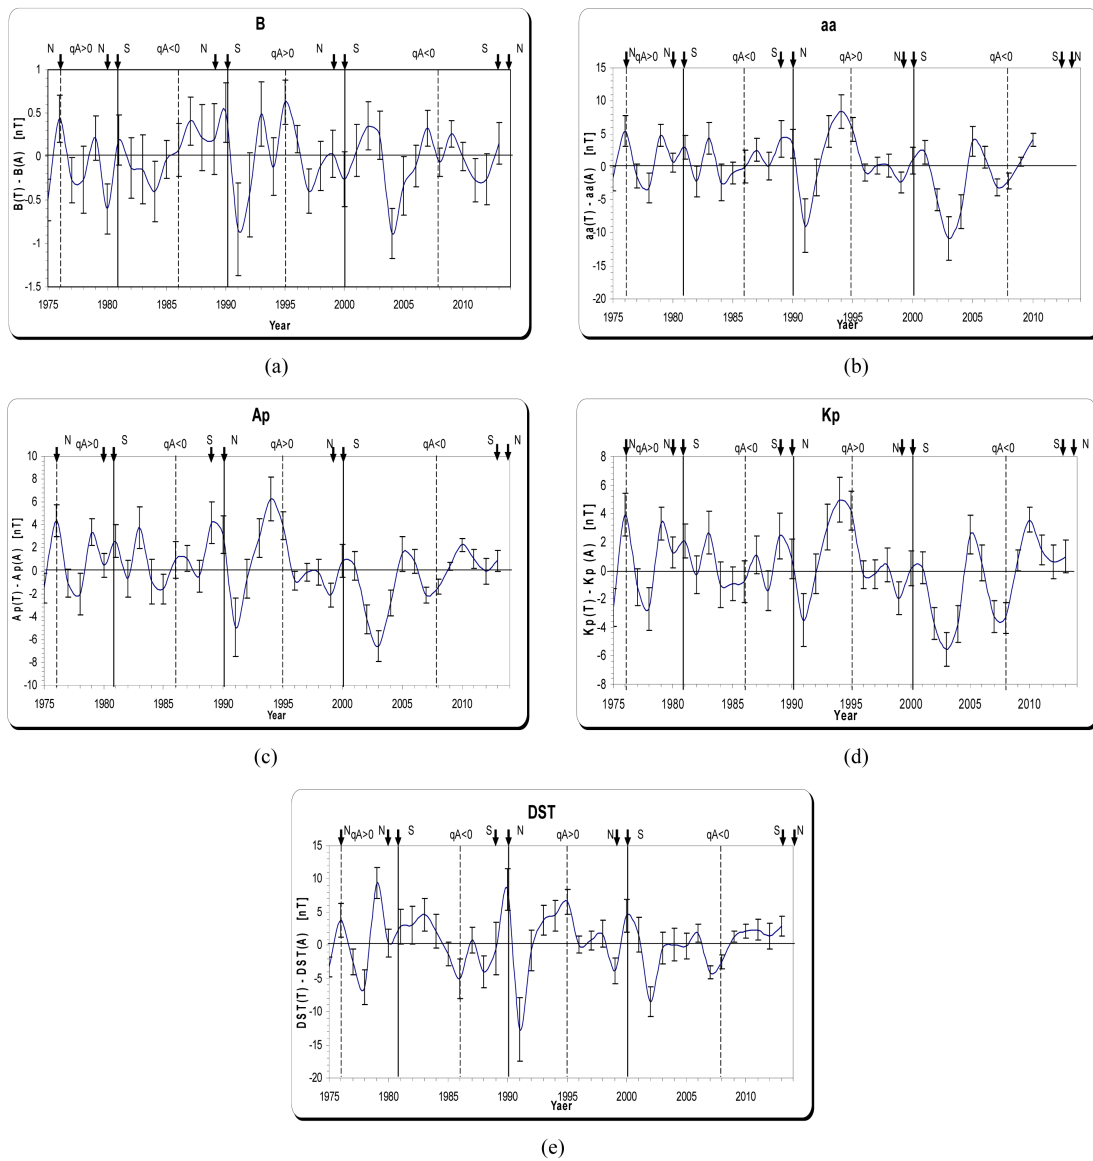 B
N qA>0 N S qA<0 N S qA>0 N S qA<0 S N
1
0.5
0
-0.5
-1
-1.5
B(T) - B(A) [nT]
1975 1980 1985 1990 1995 2000 2005 2010
Year
(a)
aa
N qA>0 N S qA<0 S N qA>0 N S qA<0 S N
15
10
5
0
-5
-10
-15
-20
aa(T) - aa(A) [nT]
1975 1980 1985 1990 1995 2000 2005 2010
Yaer
(b)
Ap
N qA>0 N S qA<0 S N qA>0 N S qA<0 S N
10
8
6
4
2
0
-2
-4
-6
-8
-10
Ap(T) - Ap(A) [nT]
1975 1980 1985 1990 1995 2000 2005 2010
Year
(c)
Kp
N qA>0 N S qA<0 S N qA>0 N S qA<0 S N
8
6
4
2
0
-2
-4
-6
-8
Kp(T) - Kp(A) [nT]
1975 1980 1985 1990 1995 2000 2005 2010
Year
(d)
DST
N qA>0 N S qA<0 S N qA>0 N S qA<0 S N
15
10
5
0
-5
-10
-15
-20
DST(T) - DST(A) [nT]
1975 1980 1985 1990 1995 2000 2005 2010
Yaer
(e)